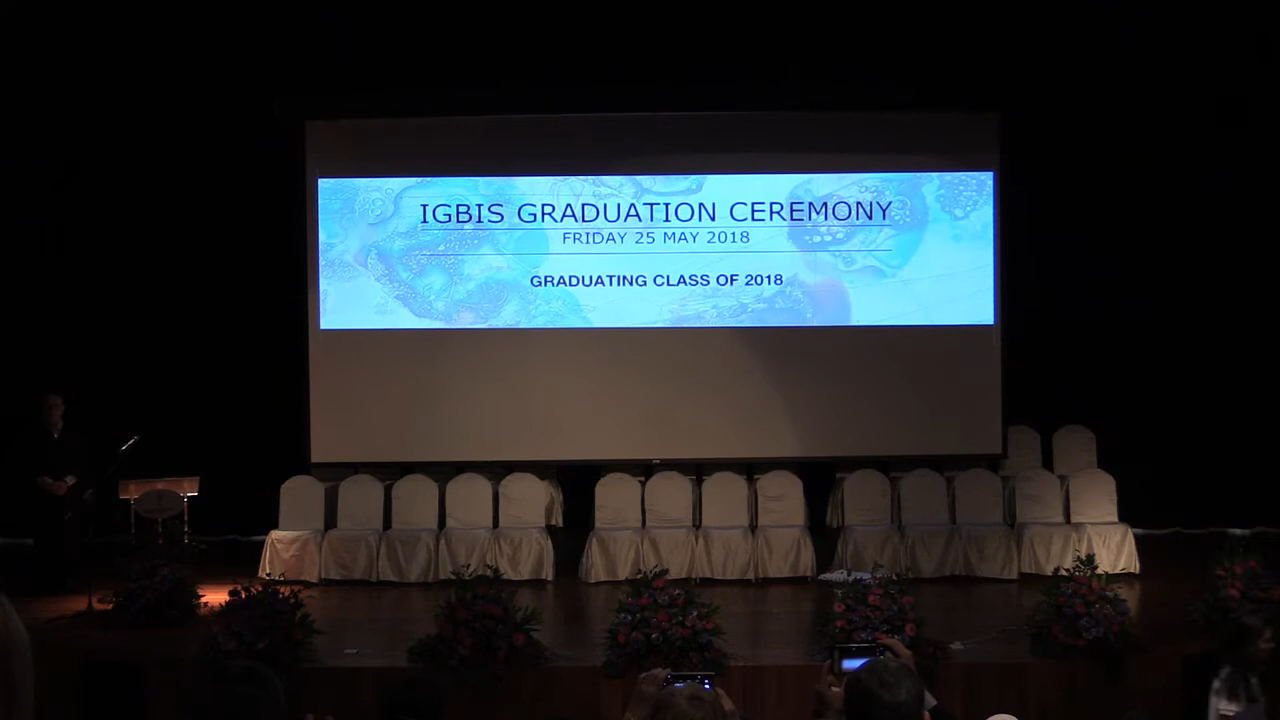 IGBIS GRADUATION CEREMONY
FRIDAY 25 MAY 2018
GRADUATING CLASS OF 2018